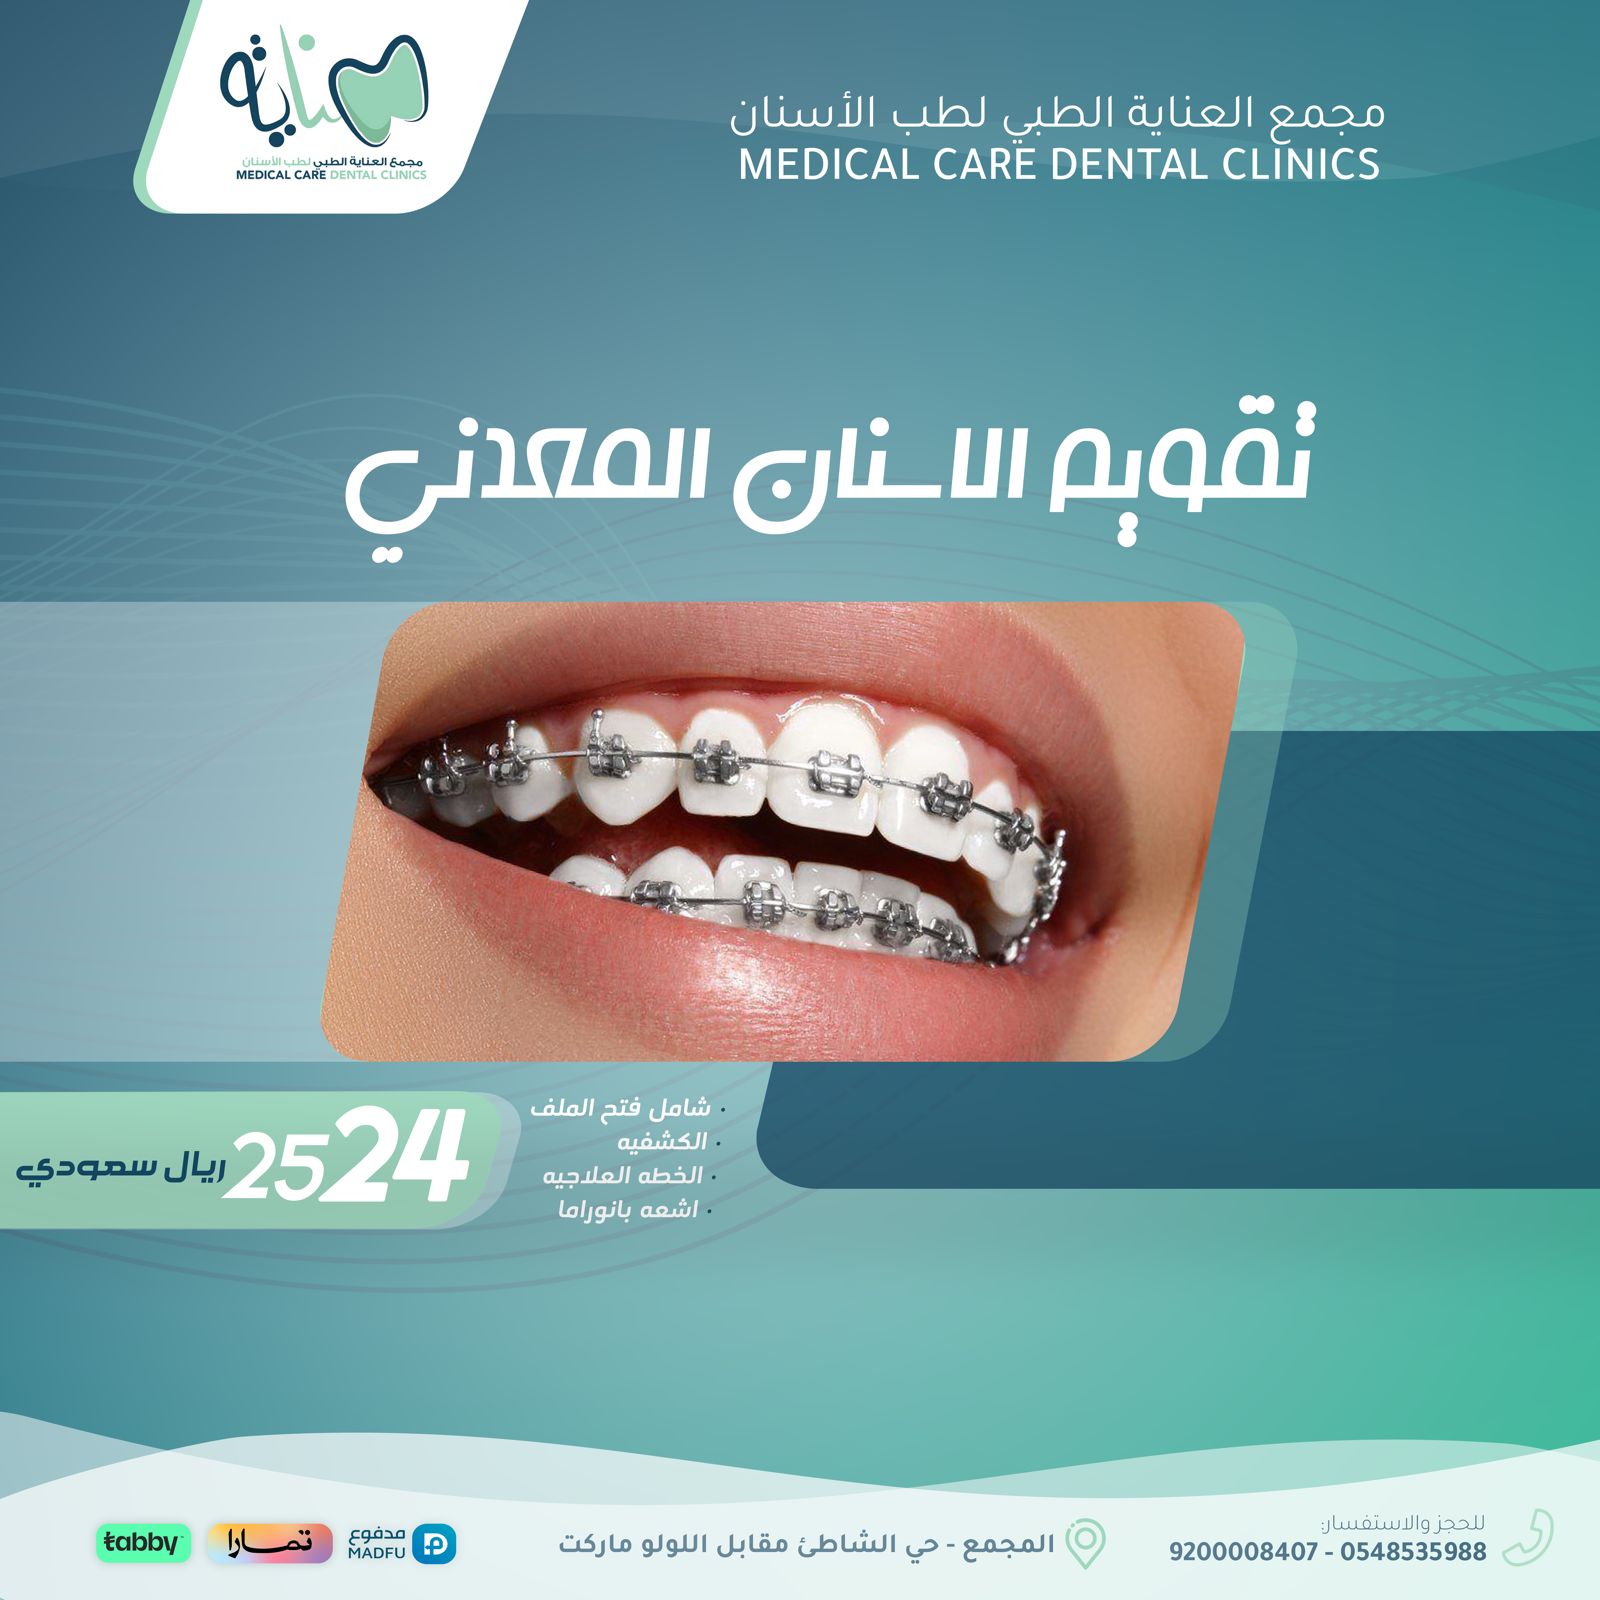 عناية
مجمع العناية الطبي لطب الأسنان
MEDICAL CARE DENTAL CLINICS
مجمع العناية الطبي لطب الأسنان
MEDICAL CARE DENTAL CLINICS
تقويم الاسنان المعدني
• شامل فتح الملف
• الكشفيه
• الخطه العلاجيه
• اشعه بانوراما
2524 ريال سعودي
للحجز والاستفسار:
9200008407 - 0548535988
المجمع - حي الشاطئ مقابل اللولو ماركت
مدفوع
MADFU
تمارا
tabby